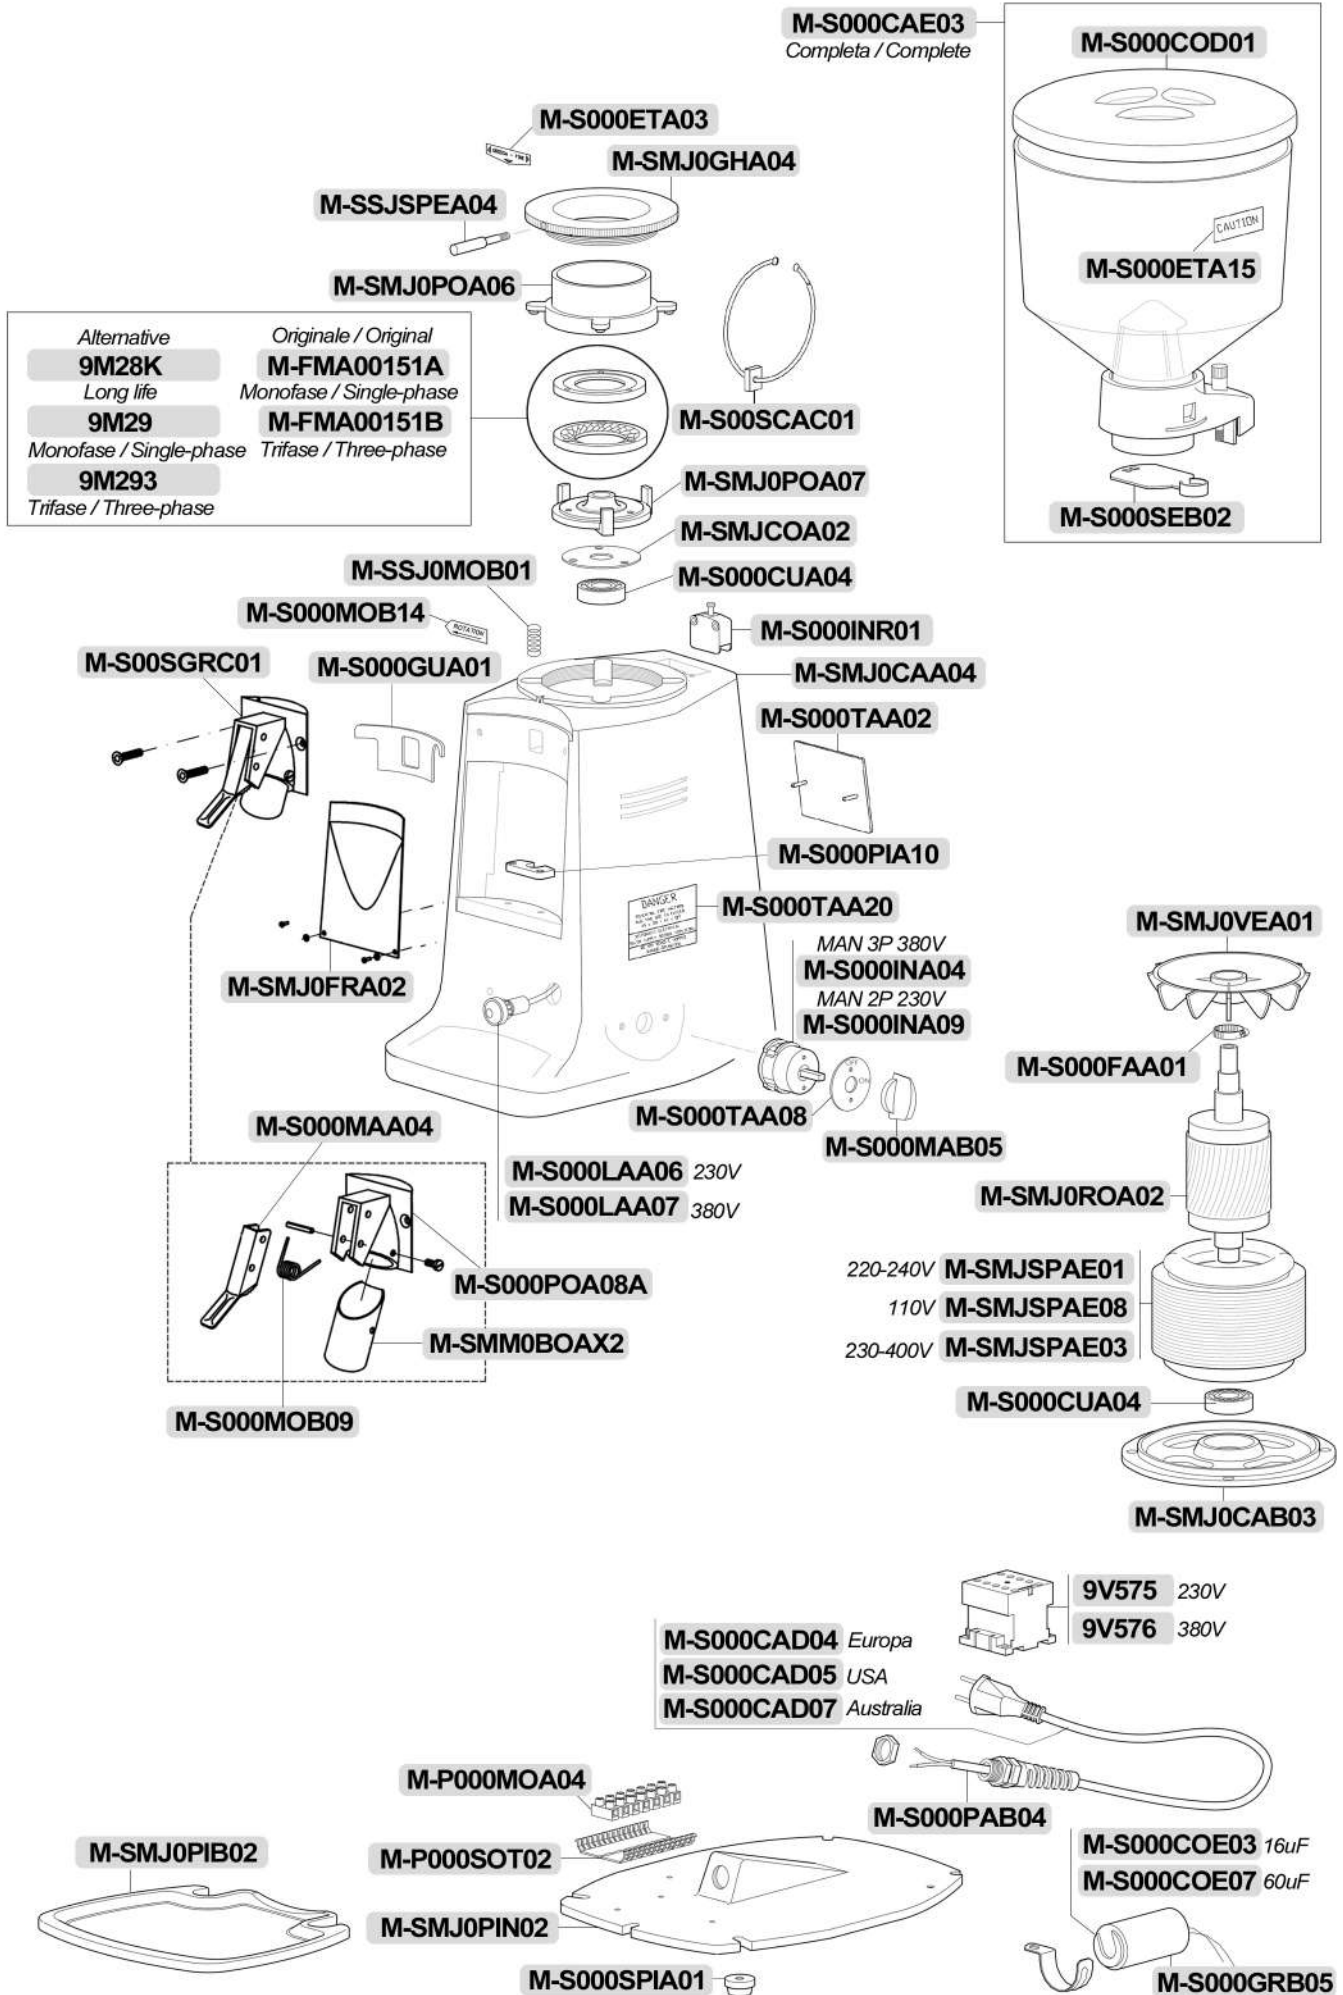 M-S000CAE03
Completa / Complete
M-S000COD01
M-S000ETA03
M-SMJ0GHA04
M-SSJSPEA04
CAUTION
M-S000ETA15
M-SMJ0POA06
Alternative
Originale / Original
9M28K
M-FMA00151A
Long life
Monofase / Single-phase
9M29
M-FMA00151B
Monofase / Single-phase
Trifase / Three-phase
9M293
Trifase / Three-phase
M-S00SCAC01
M-SMJ0POA07
M-S000SEB02
M-SMJCOA02
M-SSJ0MOB01
M-S000CUA04
M-S000MOB14
ROTATION
M-S000INR01
M-S00SGRC01
M-S000GUA01
M-SMJ0CAA04
M-S000TAA02
M-S000PIA10
DANGER
M-S000TAA20
M-SMJ0VEA01
MAN 3P 380V
M-S000INA04
MAN 2P 230V
M-S000INA09
M-SMJ0FRA02
OFF
ON
M-S000FAA01
M-S000TAA08
M-S000MAB05
M-S000MAA04
M-S000LAA06 230V
M-S000LAA07 380V
M-SMJ0ROA02
M-S000POA08A
220-240V M-SMJSPAE01
110V M-SMJSPAE08
230-400V M-SMJSPAE03
M-SMM0BOAX2
M-S000MOB09
M-S000CUA04
M-SMJ0CAB03
9V575 230V
9V576 380V
M-S000CAD04 Europa
M-S000CAD05 USA
M-S000CAD07 Australia
M-P000MOA04
M-S000PAB04
M-SMJ0PIB02
M-P000SOT02
M-S000COE03 16uF
M-S000COE07 60uF
M-SMJ0PIN02
M-S000SPIA01
M-S000GRB05